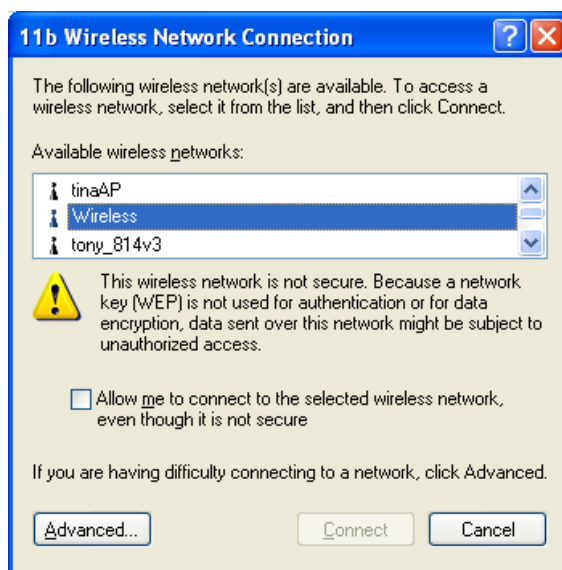 11b Wireless Network Connection
The following wireless network(s) are available. To access a
wireless network, select it from the list, and then click Connect.
Available wireless networks:
tinaAP
Wireless
tony_814v3
This wireless network is not secure. Because a network
key (WEP) is not used for authentication or for data
encryption, data sent over this network might be subject to
unauthorized access.
Allow me to connect to the selected wireless network,
even though it is not secure
If you are having difficulty connecting to a network, click Advanced.
Advanced... Connect Cancel